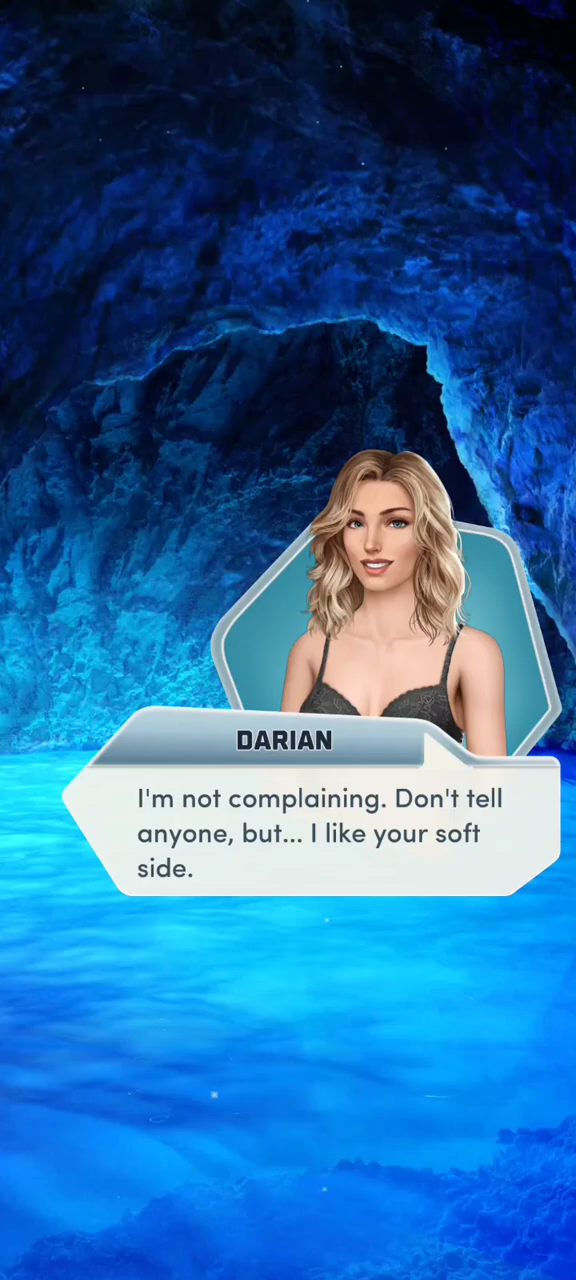 DARIAN
I'm not complaining. Don't tell
anyone, but... I like your soft
side.